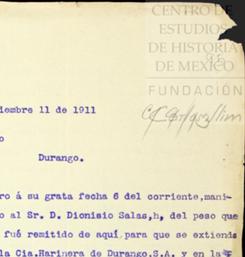 CENTRO DE
ESTUDIOS
DE HISTORIA
DE MEXICO
FUNDACIÓN
iembre 11 de 1911
o
Durango.
ro á su grata fecha 6 del corriente, mani-
o al Sr. D. Dionisio Salas, h, del peso que
fué remitido de aquí, para que se extienda
la Cia. Harinera de Durango, S.A. y en la